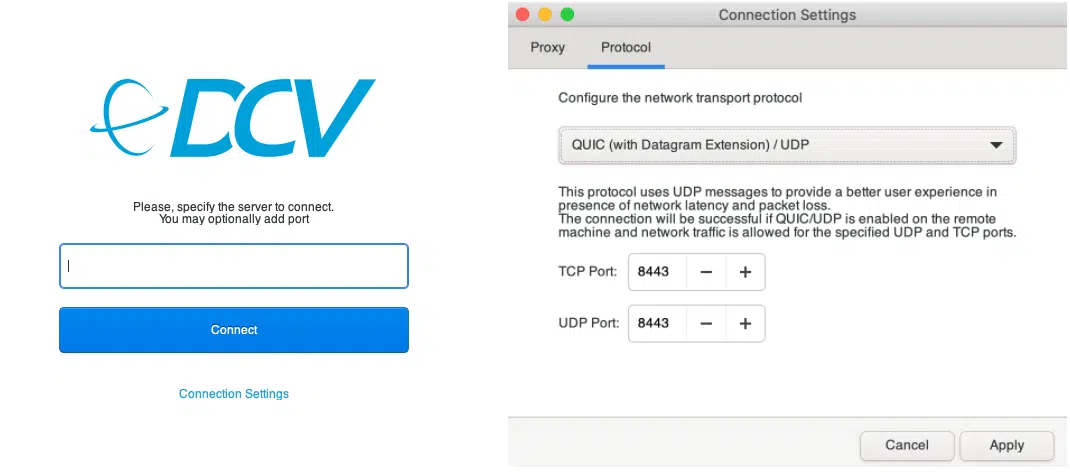 DCV
Please, specify the server to connect.
You may optionally add port
Connect
Connection Settings
Connection Settings
Proxy Protocol
Configure the network transport protocol
QUIC (with Datagram Extension) / UDP
This protocol uses UDP messages to provide a better user experience in
presence of network latency and packet loss.
The connection will be successful if QUIC/UDP is enabled on the remote
machine and network traffic is allowed for the specified UDP and TCP ports.
TCP Port: 8443 − +
UDP Port: 8443 − +
Cancel Apply